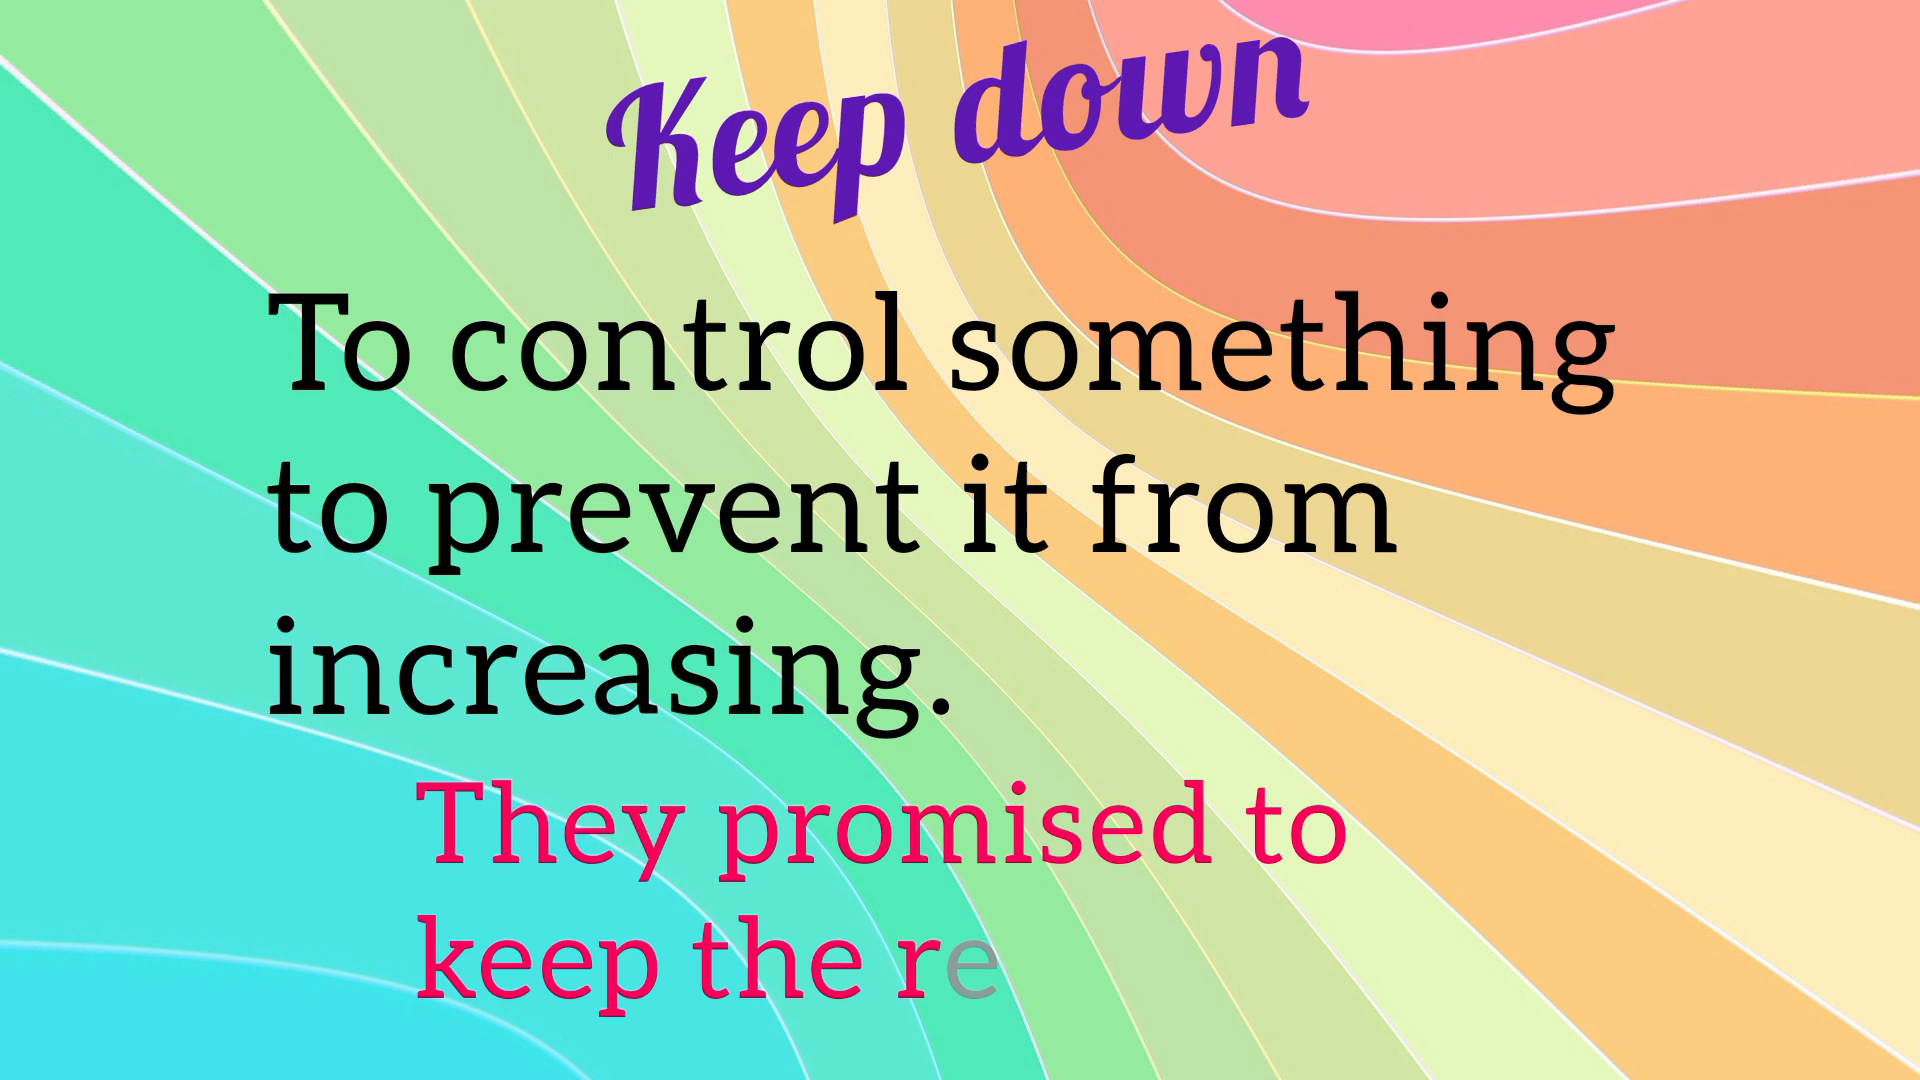 Keep down
To control something
to prevent it from
increasing.
They promised to
keep the re